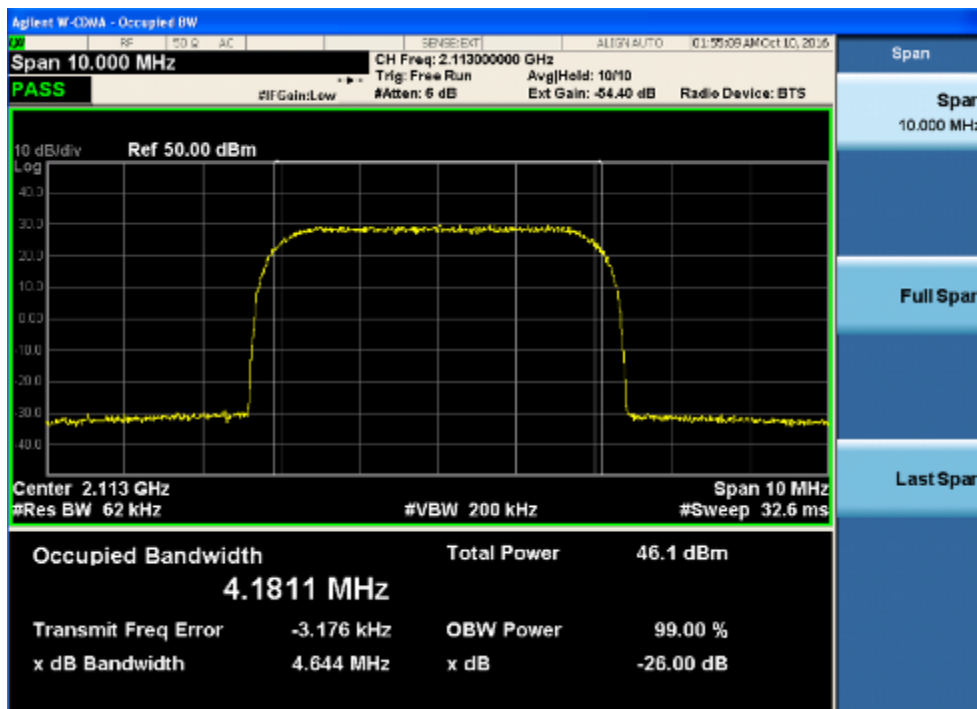 Agilent W-CDMA - Occupied BW
RF 50 Ω AC SENSE:EXT ALIGN AUTO 01:55:09 AM Oct 10, 2016
Span 10.000 MHz
CH Freq: 2.113000000 GHz
Trig: Free Run Avg|Hold: 10/10
PASS
#IFGain:Low #Atten: 6 dB Ext Gain: -54.40 dB Radio Device: BTS
10 dB/div Ref 50.00 dBm
Log
40.0
30.0
20.0
10.0
0.00
-10.0
-20.0
-30.0
-40.0
Center 2.113 GHz Span 10 MHz
#Res BW 62 kHz #VBW 200 kHz #Sweep 32.6 ms
Occupied Bandwidth Total Power 46.1 dBm
4.1811 MHz
Transmit Freq Error -3.176 kHz OBW Power 99.00 %
x dB Bandwidth 4.644 MHz x dB -26.00 dB
Span
Span
10.000 MHz
Full Span
Last Span